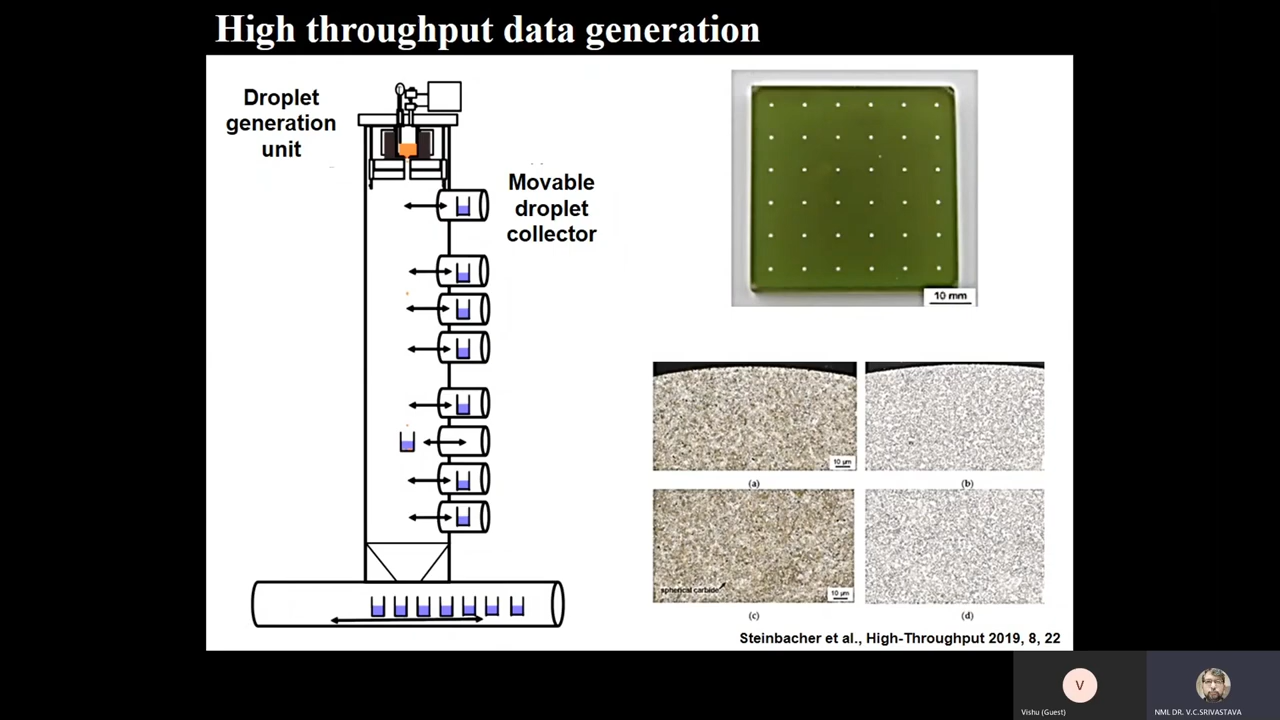 High throughput data generation
Droplet
generation
unit
Movable
droplet
collector
10 mm
10 µm
(a)
(b)
spherical carbide
10 µm
(c)
(d)
Steinbacher et al., High-Throughput 2019, 8, 22
V
Vishu (Guest)
NML DR. V.C.SRIVASTAVA